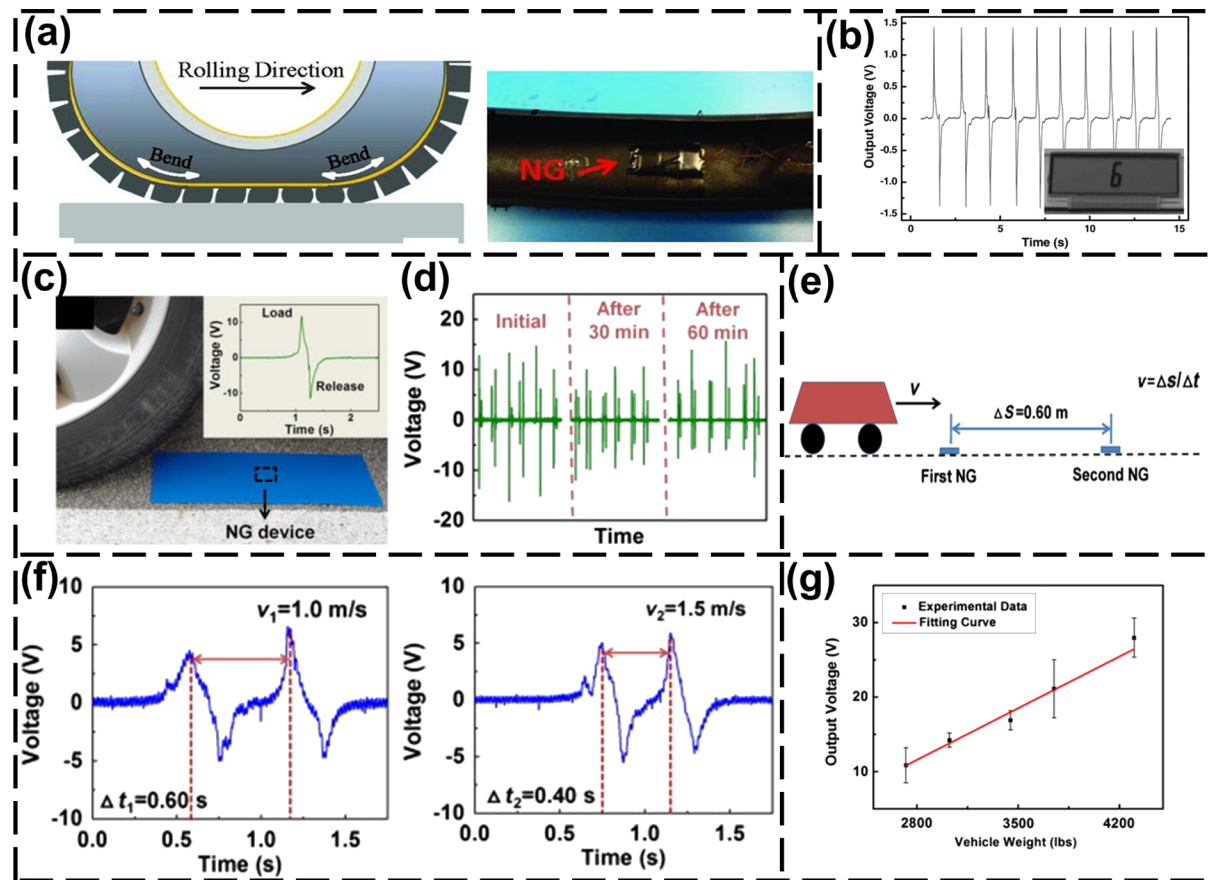 (a)
Rolling Direction
Bend
Bend
NG
(b)
Output Voltage (V)
1.5
1.0
0.5
0.0
-0.5
-1.0
-1.5
0
5
10
15
Time (s)
6
(c)
Voltage (V)
10
0
-10
Load
Release
0
1
2
Time (s)
NG device
(d)
Voltage (V)
20
10
0
-10
-20
Initial
After
30 min
After
60 min
Time
(e)
v
v=Δs/Δt
ΔS=0.60 m
First NG
Second NG
(f)
Voltage (V)
10
5
0
-5
-10
v1=1.0 m/s
Δt1=0.60 s
0.0
0.5
1.0
1.5
Time (s)
Voltage (V)
10
5
0
-5
-10
v2=1.5 m/s
Δt2=0.40 s
0.0
0.5
1.0
1.5
Time (s)
(g)
Output Voltage (V)
30
20
10
Experimental Data
Fitting Curve
2800
3500
4200
Vehicle Weight (lbs)